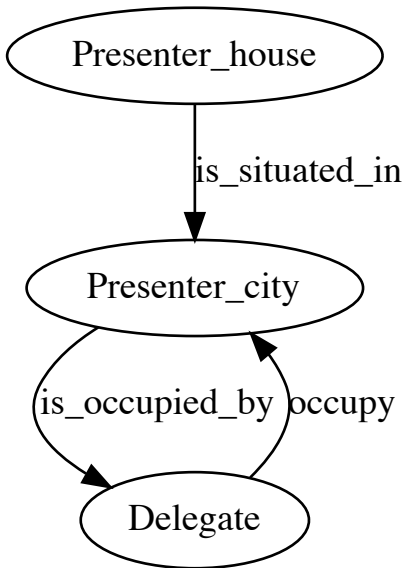 Presenter_house
is_situated_in
Presenter_city
is_occupied_by
occupy
Delegate